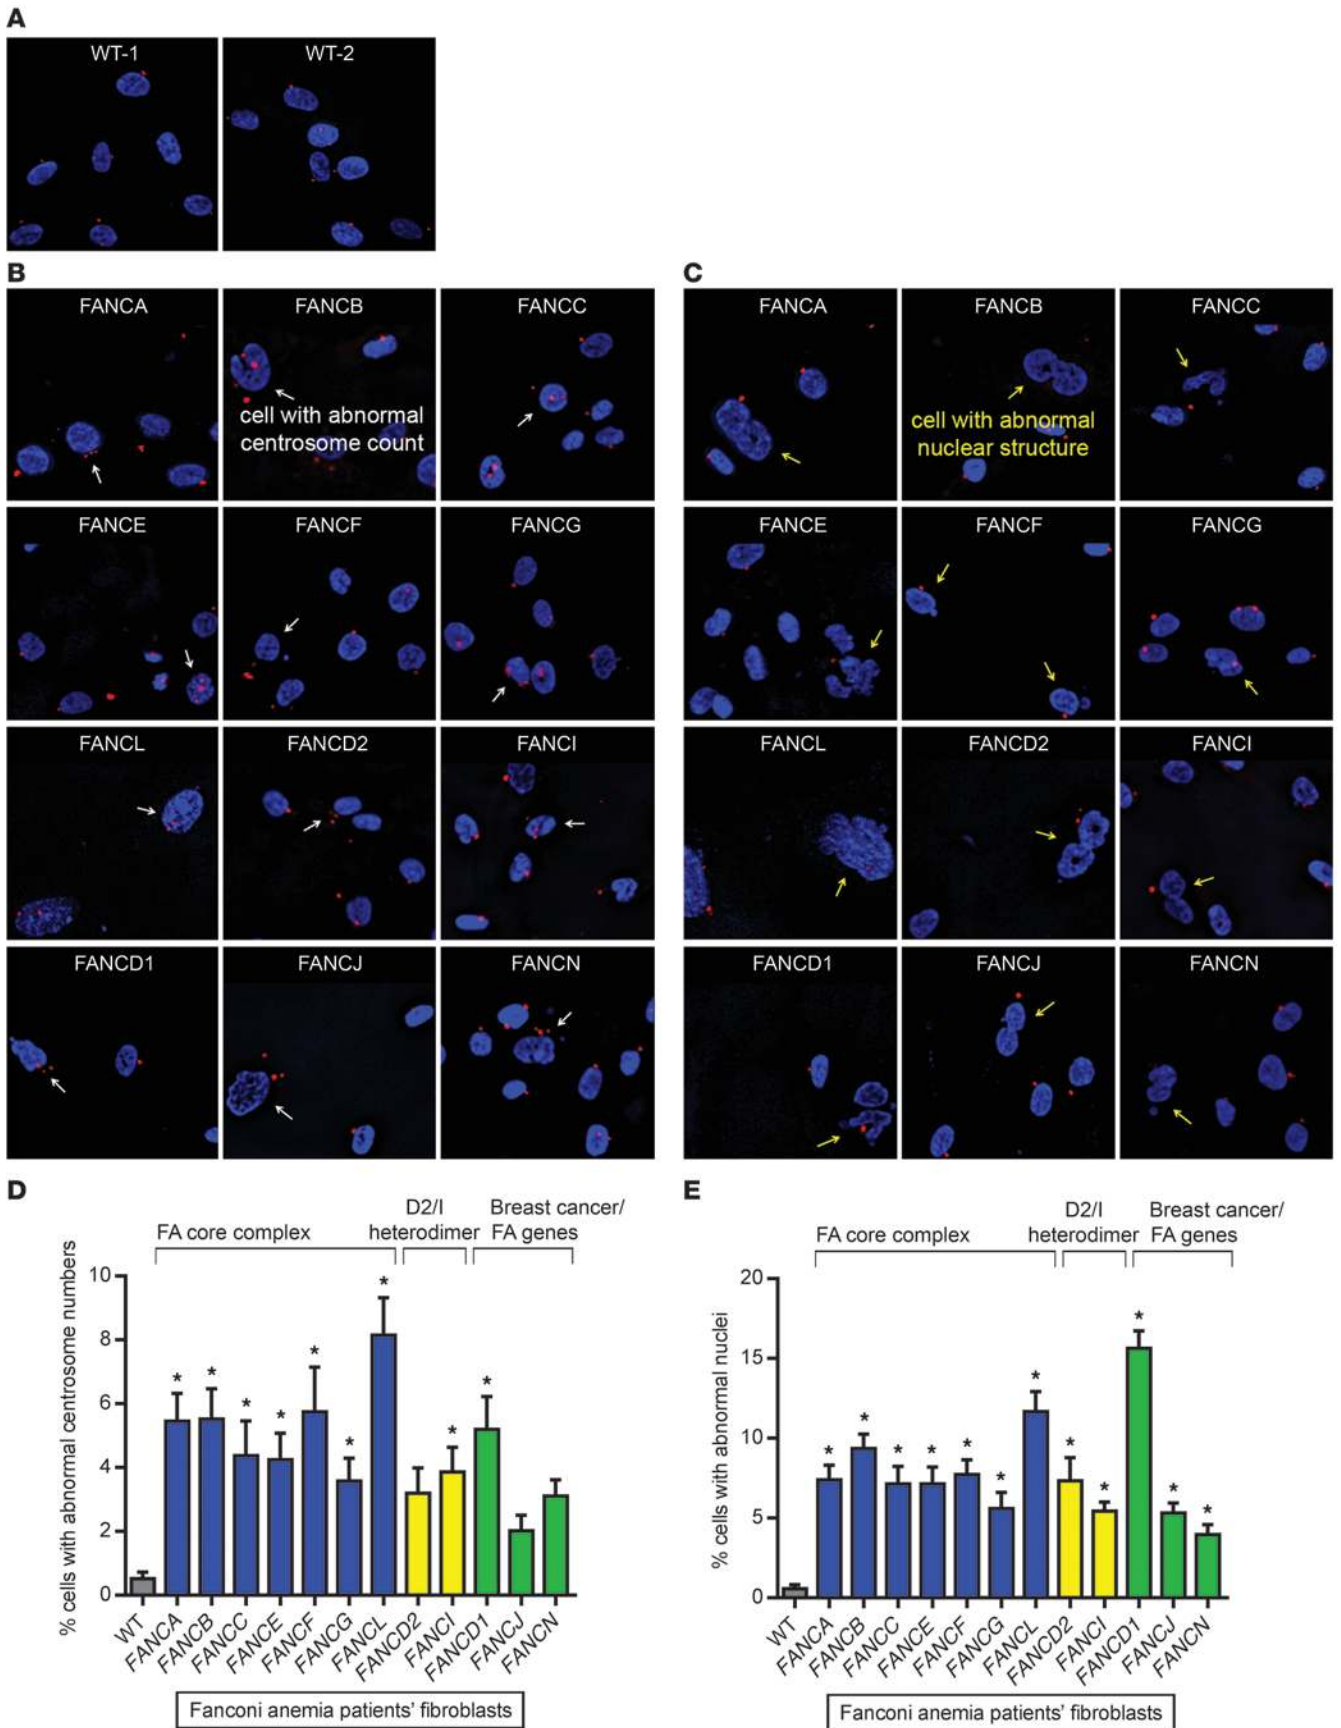 A
WT-1
WT-2
B
FANCA
FANCB
FANCC
cell with abnormal
centrosome count
FANCE
FANCF
FANCG
FANCL
FANCD2
FANCI
FANCD1
FANCJ
FANCN
C
FANCA
FANCB
FANCC
cell with abnormal
nuclear structure
FANCE
FANCF
FANCG
FANCL
FANCD2
FANCI
FANCD1
FANCJ
FANCN
D
FA core complex
D2/I
heterodimer
Breast cancer/
FA genes
% cells with abnormal centrosome numbers
10
8
6
4
2
0
*
*
*
*
*
*
*
*
*
WT
FANCA
FANCB
FANCC
FANCE
FANCF
FANCG
FANCL
FANCD2
FANCI
FANCD1
FANCJ
FANCN
Fanconi anemia patients’ fibroblasts
E
FA core complex
D2/I
heterodimer
Breast cancer/
FA genes
% cells with abnormal nuclei
20
15
10
5
0
*
*
*
*
*
*
*
*
*
*
*
*
WT
FANCA
FANCB
FANCC
FANCE
FANCF
FANCG
FANCL
FANCD2
FANCI
FANCD1
FANCJ
FANCN
Fanconi anemia patients’ fibroblasts